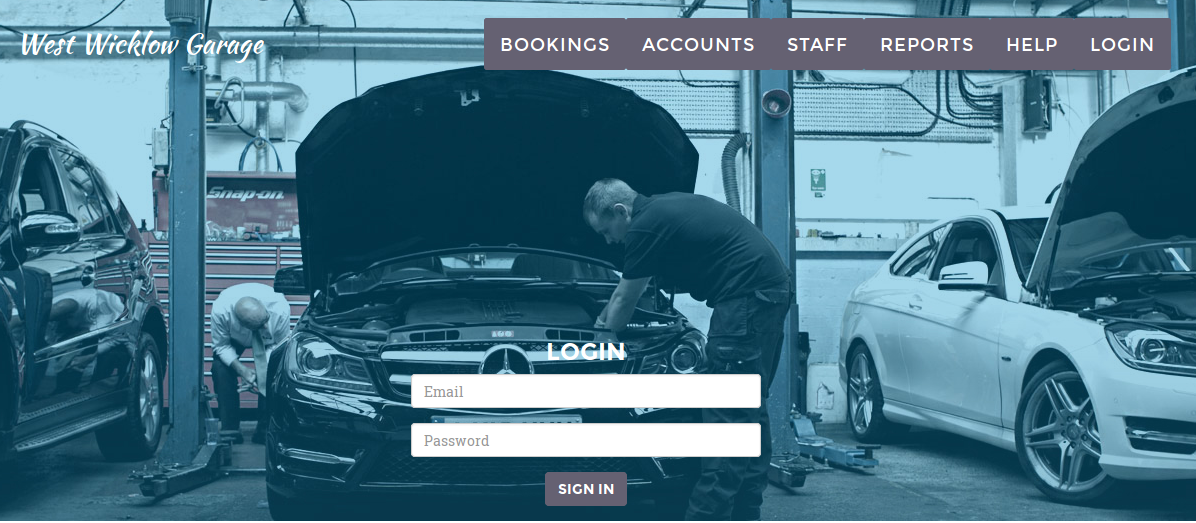 West Wicklow Garage
BOOKINGS ACCOUNTS STAFF REPORTS HELP LOGIN
Snap-on
LOGIN
Email
Password
SIGN IN